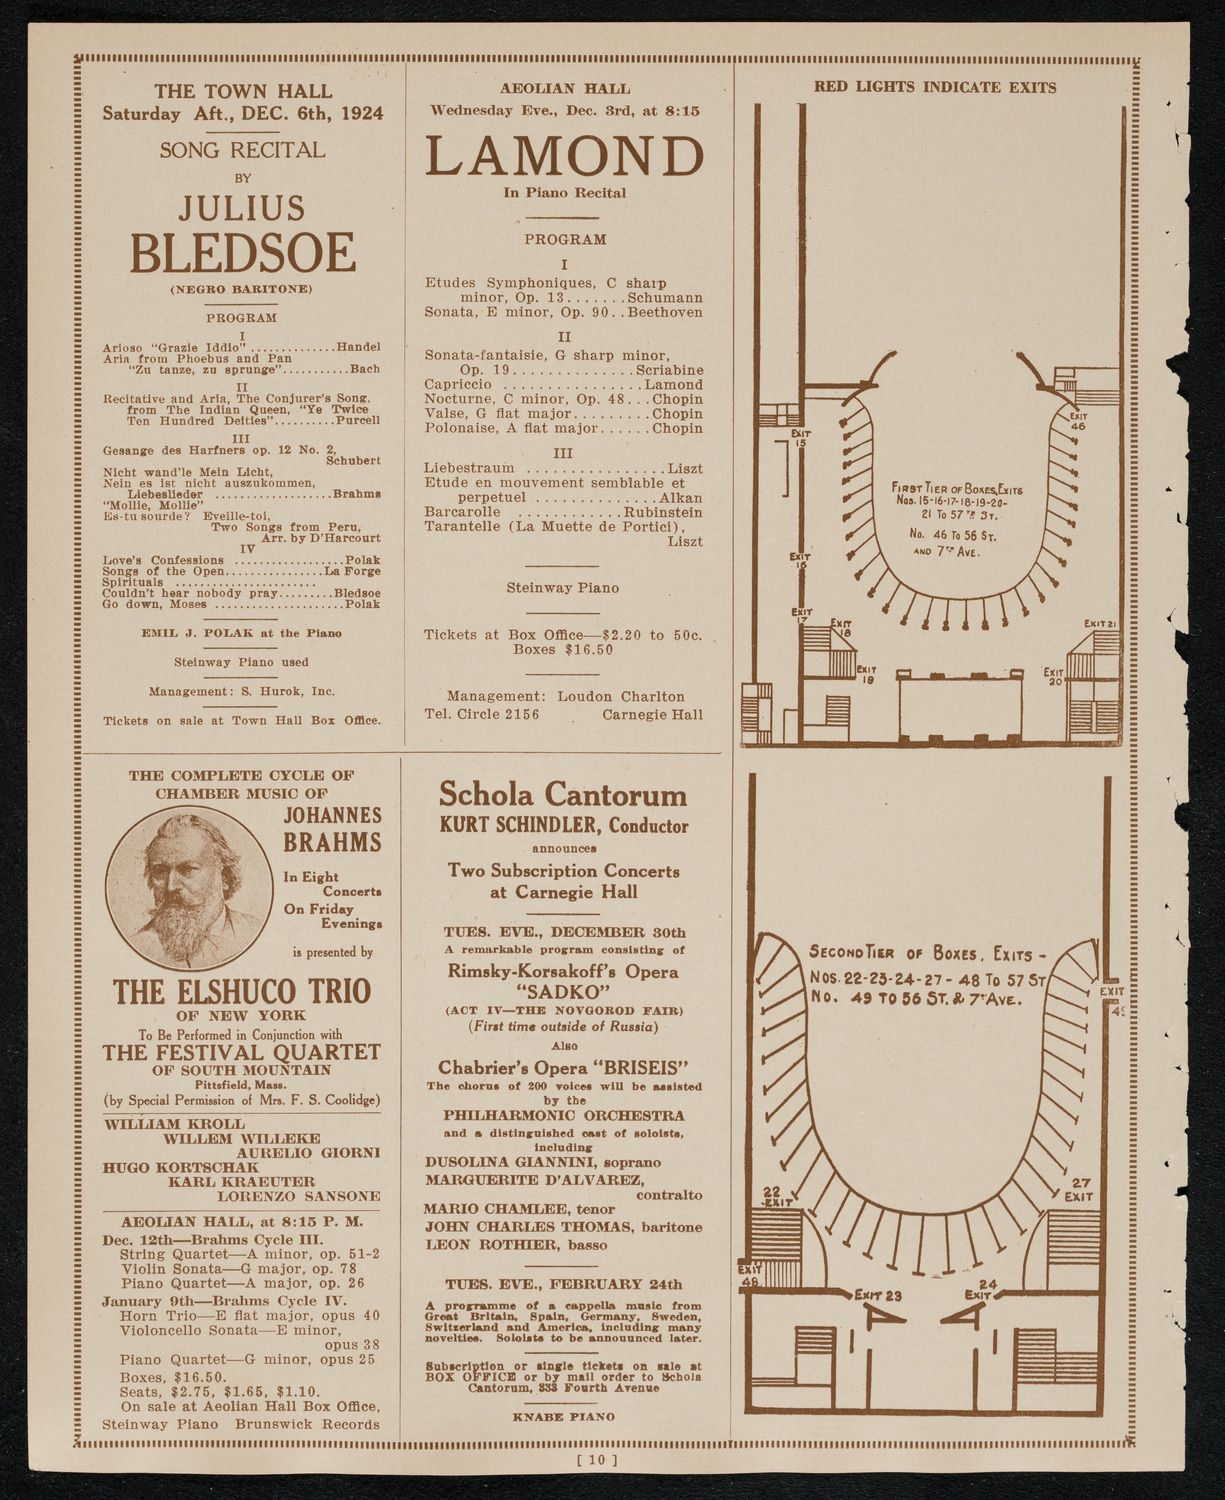 THE TOWN HALL
Saturday Aft., DEC. 6th, 1924
SONG RECITAL
BY
JULIUS
BLEDSOE
(NEGRO BARITONE)
PROGRAM
I
Arioso "Grazie Iddio" .............Handel
Aria from Phoebus and Pan
"Zu tanze, zu sprunge"...........Bach
II
Recitative and Aria, The Conjurer's Song.
from The Indian Queen, "Ye Twice
Ten Hundred Deities"..........Purcell
III
Gesange des Harfners op. 12 No. 2,
Schubert
Nicht wand'le Mein Licht,
Nein es ist nicht auszukommen,
Liebeslieder ..................Brahms
"Mollie, Mollie"
Es-tu sourde? Eveille-toi,
Two Songs from Peru,
Arr. by D'Harcourt
IV
Love's Confessions .................Polak
Songs of the Open...............La Forge
Spirituals ......................
Couldn't hear nobody pray.........Bledsoe
Go down, Moses ....................Polak
EMIL J. POLAK at the Piano
Steinway Piano used
Management: S. Hurok, Inc.
Tickets on sale at Town Hall Box Office.
AEOLIAN HALL
Wednesday Eve., Dec. 3rd, at 8:15
LAMOND
In Piano Recital
PROGRAM
I
Etudes Symphoniques, C sharp
minor, Op. 13.......Schumann
Sonata, E minor, Op. 90..Beethoven
II
Sonata-fantaisie, G sharp minor,
Op. 19..............Scriabine
Capriccio ................Lamond
Nocturne, C minor, Op. 48...Chopin
Valse, G flat major.........Chopin
Polonaise, A flat major......Chopin
III
Liebestraum ................Liszt
Etude en mouvement semblable et
perpetuel ..............Alkan
Barcarolle ............Rubinstein
Tarantelle (La Muette de Portici),
Liszt
Steinway Piano
Tickets at Box Office—$2.20 to 50c.
Boxes $16.50
Management: Loudon Charlton
Tel. Circle 2156 Carnegie Hall
RED LIGHTS INDICATE EXITS
EXIT
46
EXIT
15
FIRST TIER OF BOXES, EXITS
Nos. 15-16-17-18-19-20-
21 To 57TH ST.
No. 46 To 56 ST.
AND 7TH AVE.
EXIT
16
EXIT
17
EXIT
18
EXIT 21
EXIT
19
EXIT
20
THE COMPLETE CYCLE OF
CHAMBER MUSIC OF
JOHANNES
BRAHMS
In Eight
Concerts
On Friday
Evenings
is presented by
THE ELSHUCO TRIO
OF NEW YORK
To Be Performed in Conjunction with
THE FESTIVAL QUARTET
OF SOUTH MOUNTAIN
Pittsfield, Mass.
(by Special Permission of Mrs. F. S. Coolidge)
WILLIAM KROLL
WILLEM WILLEKE
AURELIO GIORNI
HUGO KORTSCHAK
KARL KRAEUTER
LORENZO SANSONE
AEOLIAN HALL, at 8:15 P. M.
Dec. 12th—Brahms Cycle III.
String Quartet—A minor, op. 51-2
Violin Sonata—G major, op. 78
Piano Quartet—A major, op. 26
January 9th—Brahms Cycle IV.
Horn Trio—E flat major, opus 40
Violoncello Sonata—E minor,
opus 38
Piano Quartet—G minor, opus 25
Boxes, $16.50.
Seats, $2.75, $1.65, $1.10.
On sale at Aeolian Hall Box Office,
Steinway Piano Brunswick Records
Schola Cantorum
KURT SCHINDLER, Conductor
announces
Two Subscription Concerts
at Carnegie Hall
TUES. EVE., DECEMBER 30th
A remarkable program consisting of
Rimsky-Korsakoff's Opera
"SADKO"
(ACT IV—THE NOVGOROD FAIR)
(First time outside of Russia)
Also
Chabrier's Opera "BRISEIS"
The chorus of 200 voices will be assisted
by the
PHILHARMONIC ORCHESTRA
and a distinguished cast of soloists,
including
DUSOLINA GIANNINI, soprano
MARGUERITE D'ALVAREZ,
contralto
MARIO CHAMLEE, tenor
JOHN CHARLES THOMAS, baritone
LEON ROTHIER, basso
TUES. EVE., FEBRUARY 24th
A programme of a cappella music from
Great Britain, Spain, Germany, Sweden,
Switzerland and America, including many
novelties. Soloists to be announced later.
Subscription or single tickets on sale at
BOX OFFICE or by mail order to Schola
Cantorum, 333 Fourth Avenue
KNABE PIANO
SECOND TIER OF BOXES, EXITS -
NOS. 22-23-24-27 - 48 To 57 ST
No. 49 TO 56 ST. & 7TH AVE.
EXIT
49
22
EXIT
27
EXIT
EXIT
48
EXIT 23
24
EXIT
[ 10 ]